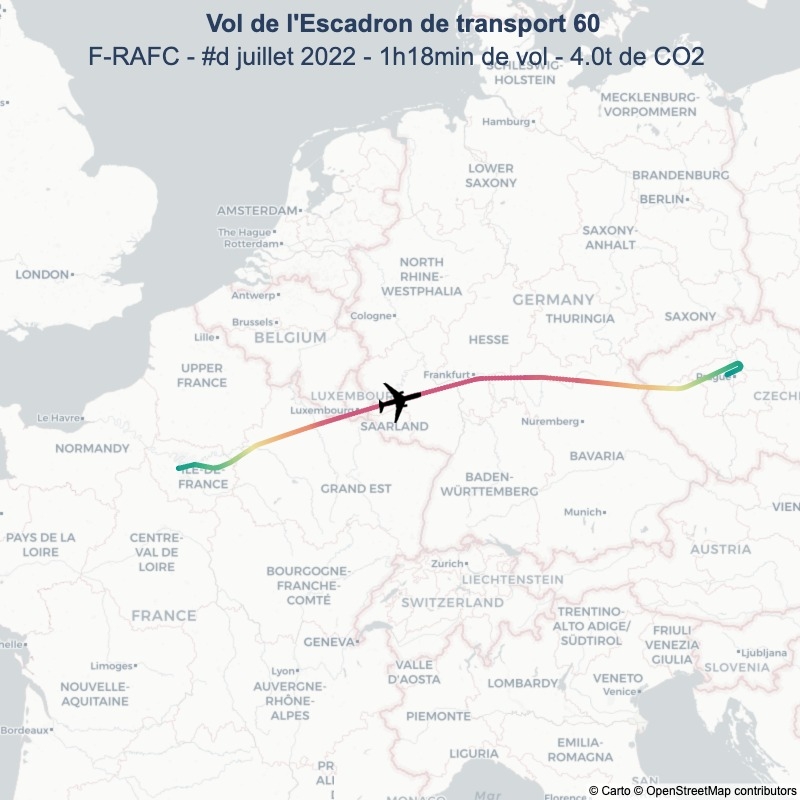 Vol de l'Escadron de transport 60
F-RAFC - #d juillet 2022 - 1h18min de vol - 4.0t de CO2
SCHLESWIG-
HOLSTEIN
MECKLENBURG-
VORPOMMERN
Hamburg
LOWER
SAXONY
BRANDENBURG
BERLIN
AMSTERDAM
The Hague
Rotterdam
SAXONY-
ANHALT
LONDON
NORTH
RHINE-
WESTPHALIA
Antwerp
GERMANY
Brussels
Cologne
THURINGIA
SAXONY
Lille
BELGIUM
HESSE
UPPER
FRANCE
Frankfurt
Prague
LUXEMBOURG
CZECH
Luxembourg
Le Havre
SAARLAND
Nuremberg
NORMANDY
BAVARIA
ÎLE-DE-
FRANCE
GRAND EST
BADEN-
WÜRTTEMBERG
Munich
VIEN
PAYS DE LA
LOIRE
CENTRE-
VAL DE
LOIRE
AUSTRIA
BOURGOGNE-
FRANCHE-
COMTÉ
Zurich
LIECHTENSTEIN
SWITZERLAND
FRANCE
TRENTINO-
ALTO ADIGE/
SÜDTIROL
GENEVA
FRIULI
VENEZIA
GIULIA
Ljubljana
SLOVENIA
Limoges
Lyon
VALLE
D'AOSTA
NOUVELLE-
AQUITAINE
AUVERGNE-
RHÔNE-
ALPES
LOMBARDY
VENETO
Venice
Bordeaux
PIEMONTE
LIGURIA
EMILIA-
ROMAGNA
SAN
Mar
Florence
© Carto © OpenStreetMap contributors